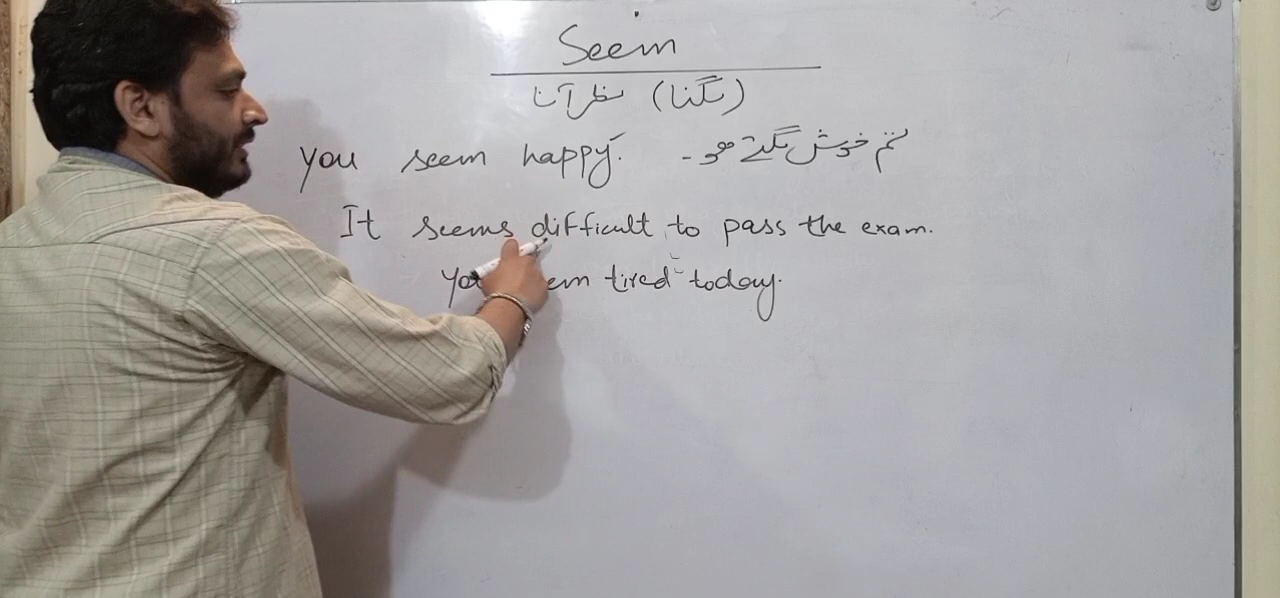 Seem
(لگنا) نظر آنا
you seem happy. تم خوش لگتے ہو۔
It seems difficult to pass the exam.
tired today.